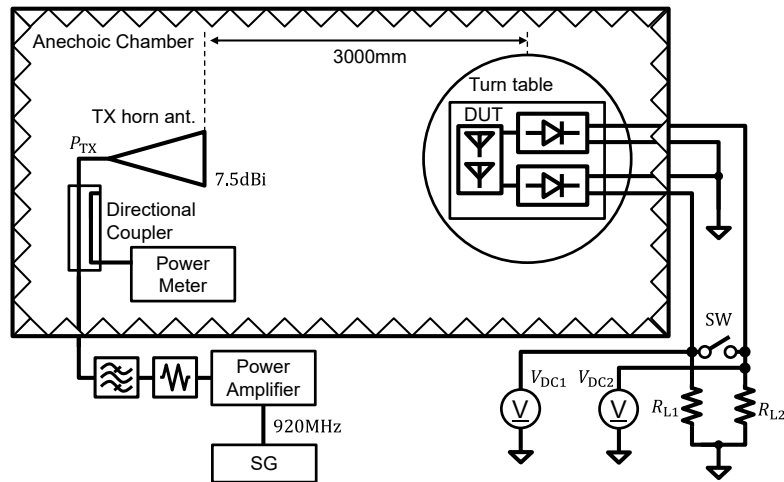 Anechoic Chamber
3000mm
Turn table
TX horn ant.
DUT
P_TX
7.5dBi
Directional
Coupler
Power
Meter
SW
Power
Amplifier
V_DC1
V_DC2
V
V
R_L1
R_L2
920MHz
SG